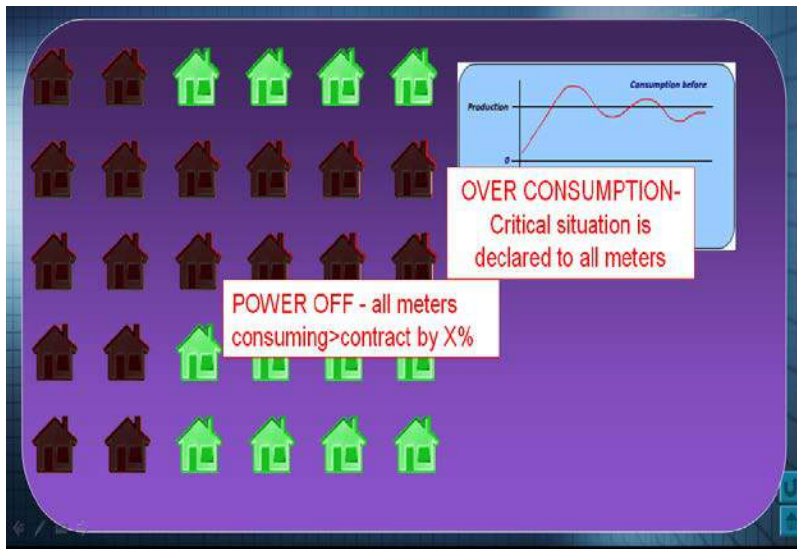 Consumption before
Production
0
OVER CONSUMPTION-
Critical situation is
declared to all meters
POWER OFF - all meters
consuming>contract by X%